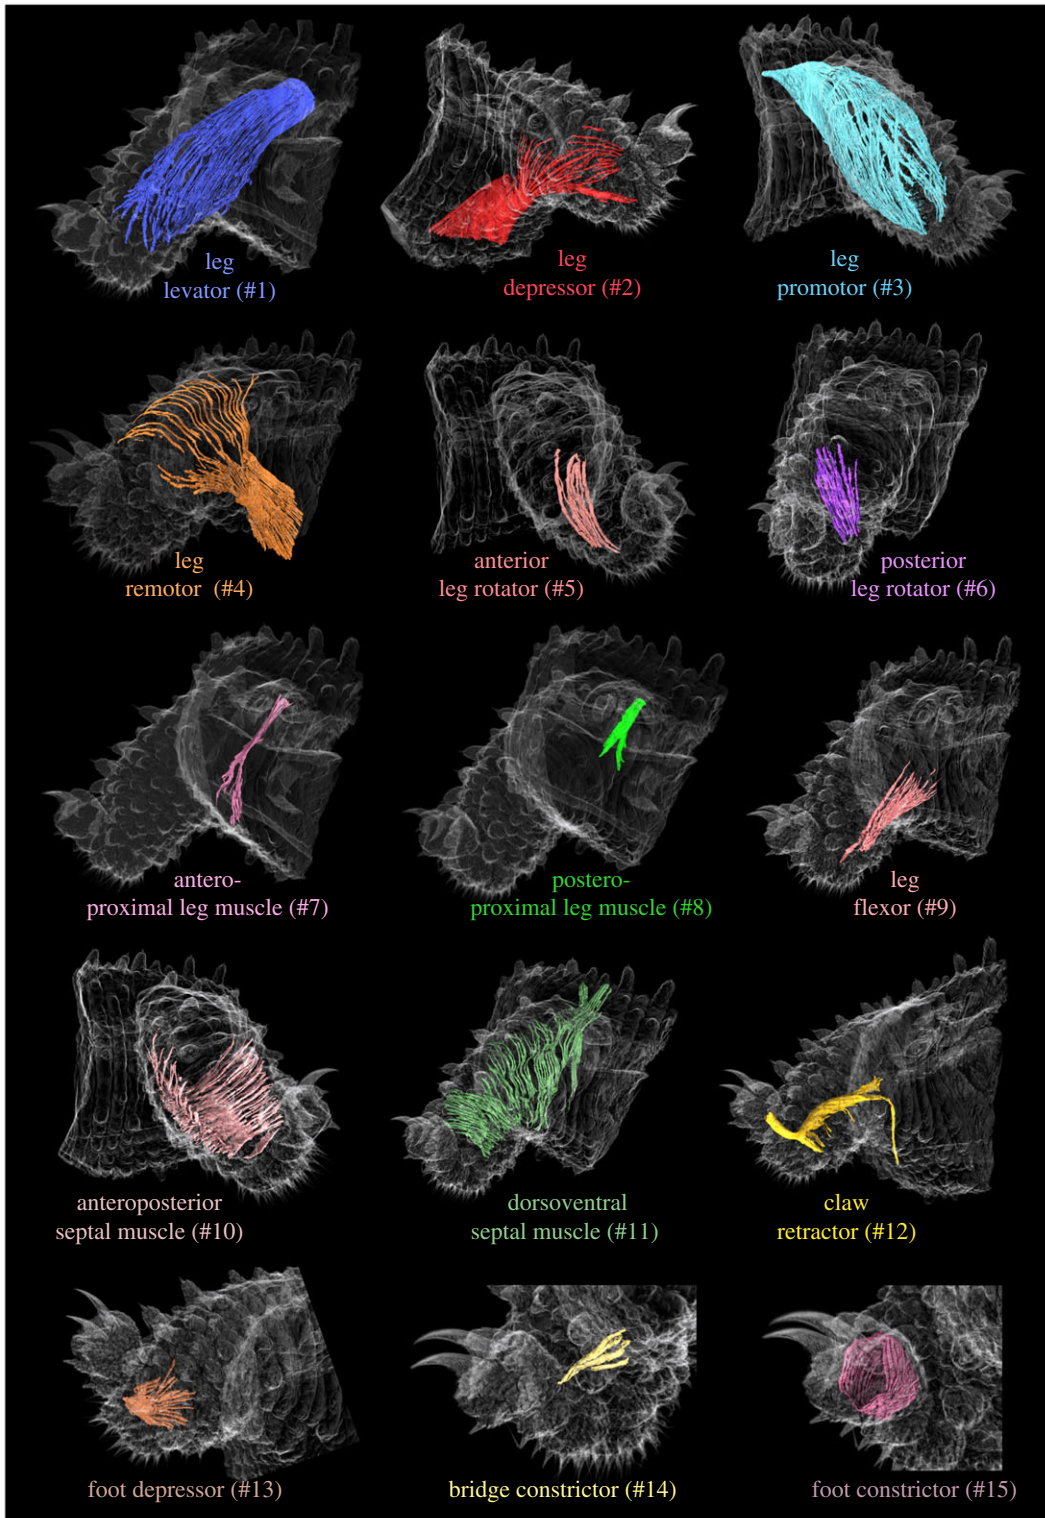 leg
levator (#1)
leg
depressor (#2)
leg
promotor (#3)
leg
remotor (#4)
anterior
leg rotator (#5)
posterior
leg rotator (#6)
antero-
proximal leg muscle (#7)
postero-
proximal leg muscle (#8)
leg
flexor (#9)
anteroposterior
septal muscle (#10)
dorsoventral
septal muscle (#11)
claw
retractor (#12)
foot depressor (#13)
bridge constrictor (#14)
foot constrictor (#15)